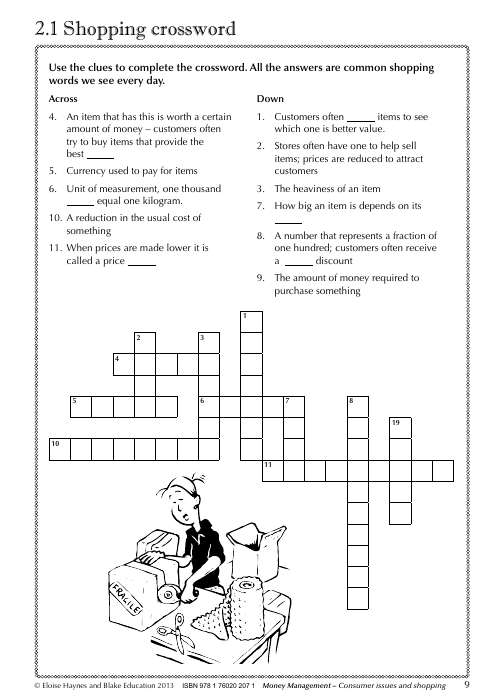 2.1 Shopping crossword
Use the clues to complete the crossword. All the answers are common shopping
words we see every day.
Across
4. An item that has this is worth a certain
amount of money – customers often
try to buy items that provide the
best _____
5. Currency used to pay for items
6. Unit of measurement, one thousand
_____ equal one kilogram.
10. A reduction in the usual cost of
something
11. When prices are made lower it is
called a price _____
Down
1. Customers often _____ items to see
which one is better value.
2. Stores often have one to help sell
items; prices are reduced to attract
customers
3. The heaviness of an item
7. How big an item is depends on its
_____
8. A number that represents a fraction of
one hundred; customers often receive
a _____ discount
9. The amount of money required to
purchase something
1
2
3
4
5
6
7
8
19
10
11
FRAGILE
© Eloise Haynes and Blake Education 2013 ISBN 978 1 76020 207 1 Money Management – Consumer issues and shopping 9